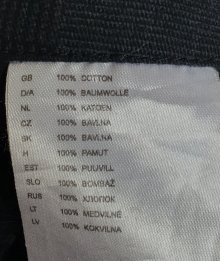 GB 100% COTTON
D/A 100% BAUMWOLLE
NL 100% KATOEN
CZ 100% BAVLNA
SK 100% BAVLNA
H 100% PAMUT
EST 100% PUUVILL
SLO 100% BOMBAŽ
RUS 100% ХЛОПОК
LT 100% MEDVILNĖ
LV 100% KOKVILNA